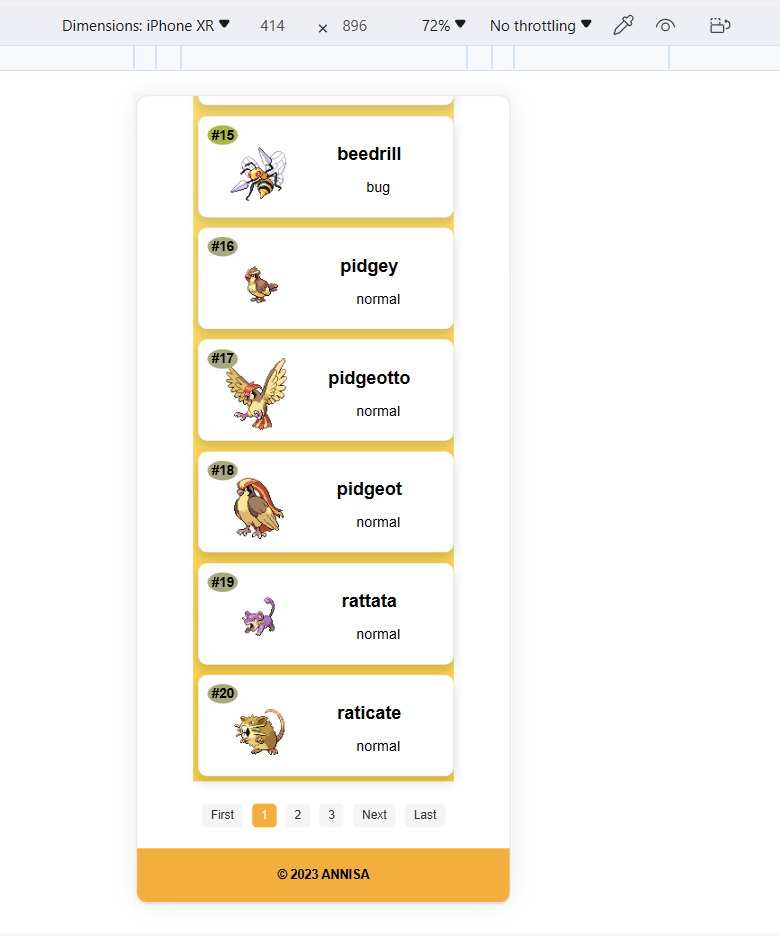 Dimensions: iPhone XR 414 × 896 72% No throttling
#15
beedrill
bug
#16
pidgey
normal
#17
pidgeotto
normal
#18
pidgeot
normal
#19
rattata
normal
#20
raticate
normal
First 1 2 3 Next Last
© 2023 ANNISA